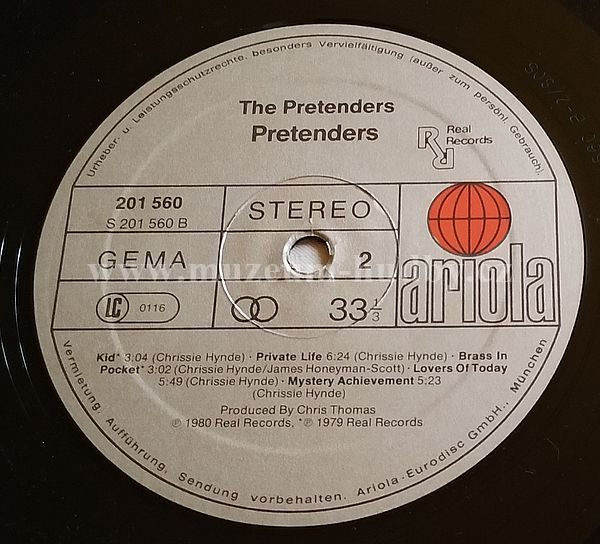 Urheber- u. Leistungsschutzrechte, besonders Vervielfältigung (außer zum persönl. Gebrauch).
The Pretenders
Pretenders
Real
Records
201 560
S 201 560 B
STEREO
GEMA
2
LC 0116
33 1/3
ariola
Kid* 3:04 (Chrissie Hynde) · Private Life 6:24 (Chrissie Hynde) · Brass In
Pocket* 3:02 (Chrissie Hynde/James Honeyman-Scott) · Lovers Of Today
5:49 (Chrissie Hynde) · Mystery Achievement 5:23
(Chrissie Hynde)
Produced By Chris Thomas
℗ 1980 Real Records, *℗ 1979 Real Records
Vermietung, Aufführung, Sendung vorbehalten. Ariola-Eurodisc GmbH., München